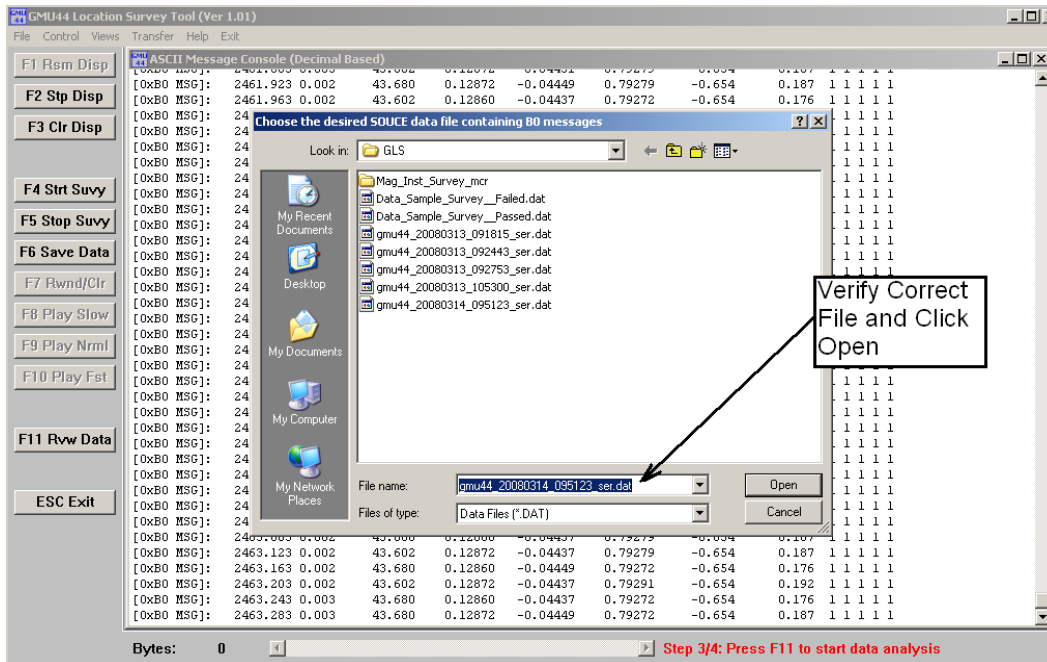 GMU44 Location Survey Tool (Ver 1.01)
File Control Views Transfer Help Exit
F1 Rsm Disp
F2 Stp Disp
F3 Clr Disp
F4 Strt Suvy
F5 Stop Suvy
F6 Save Data
F7 Rwnd/Clr
F8 Play Slow
F9 Play Nrml
F10 Play Fst
F11 Rvw Data
ESC Exit
ASCII Message Console (Decimal Based)
[0xB0 MSG]: 2461.923 0.002 43.680 0.12872 -0.04449 0.79279 -0.654 0.187 1 1 1 1 1
[0xB0 MSG]: 2461.963 0.002 43.602 0.12860 -0.04437 0.79272 -0.654 0.176 1 1 1 1 1
Choose the desired SOUCE data file containing B0 messages
Look in: GLS
My Recent Documents
Desktop
My Documents
My Computer
My Network Places
Mag_Inst_Survey_mcr
Data_Sample_Survey__Failed.dat
Data_Sample_Survey__Passed.dat
gmu44_20080313_091815_ser.dat
gmu44_20080313_092443_ser.dat
gmu44_20080313_092753_ser.dat
gmu44_20080313_105300_ser.dat
gmu44_20080314_095123_ser.dat
File name: gmu44_20080314_095123_ser.dat Open
Files of type: Data Files (*.DAT) Cancel
Verify Correct
File and Click
Open
[0xB0 MSG]: 2463.123 0.002 43.602 0.12872 -0.04437 0.79279 -0.654 0.187 1 1 1 1 1
[0xB0 MSG]: 2463.163 0.002 43.680 0.12860 -0.04449 0.79272 -0.654 0.176 1 1 1 1 1
[0xB0 MSG]: 2463.203 0.002 43.602 0.12872 -0.04437 0.79291 -0.654 0.192 1 1 1 1 1
[0xB0 MSG]: 2463.243 0.003 43.680 0.12860 -0.04437 0.79272 -0.654 0.176 1 1 1 1 1
[0xB0 MSG]: 2463.283 0.003 43.680 0.12872 -0.04449 0.79272 -0.654 0.187 1 1 1 1 1
Bytes: 0
Step 3/4: Press F11 to start data analysis